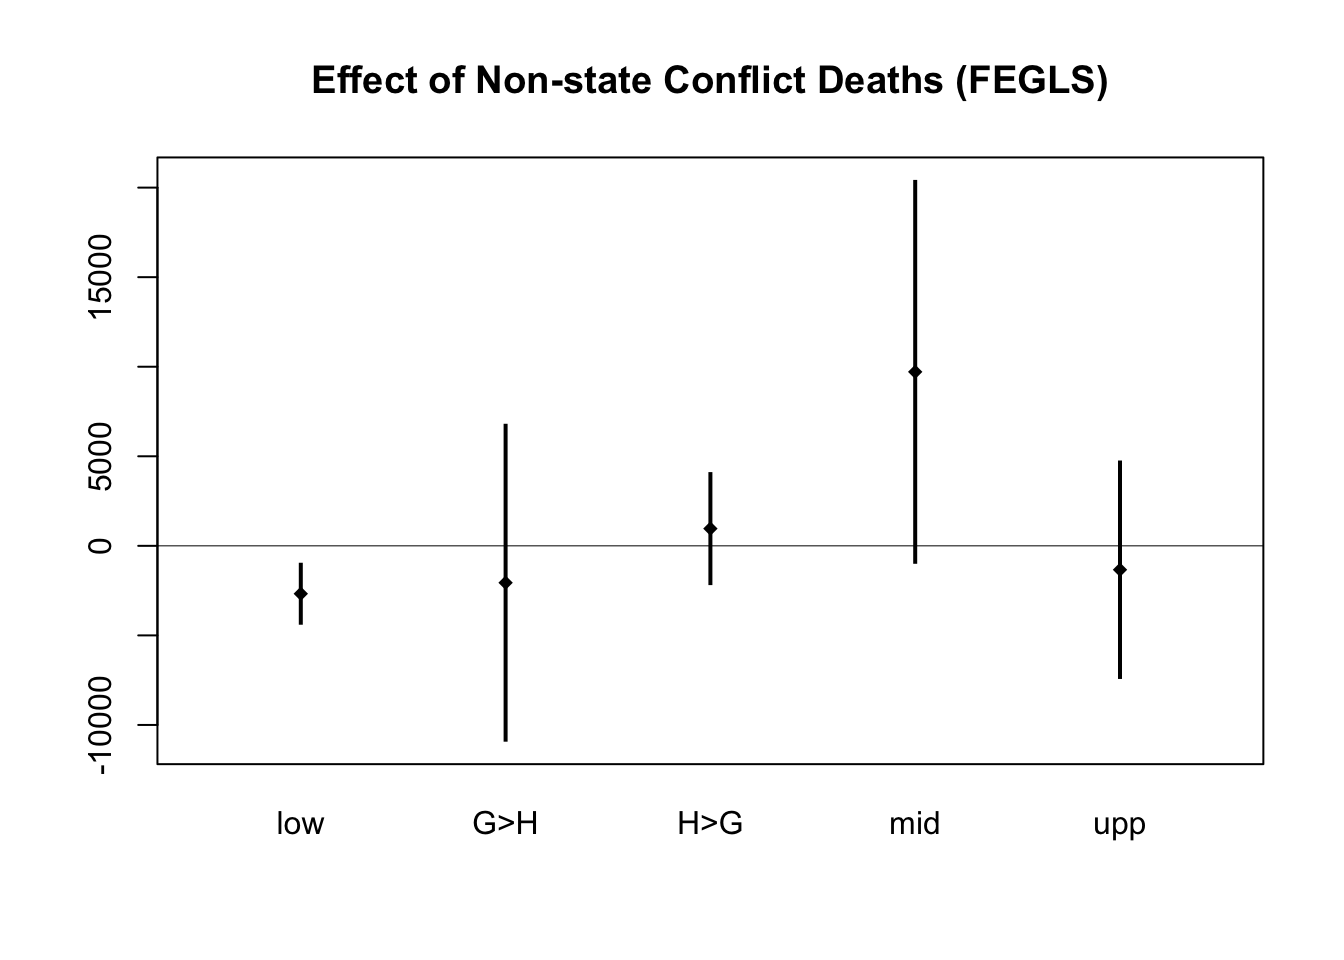 Effect of Non-state Conflict Deaths (FEGLS)
15000
5000
0
-10000
low G>H H>G mid upp